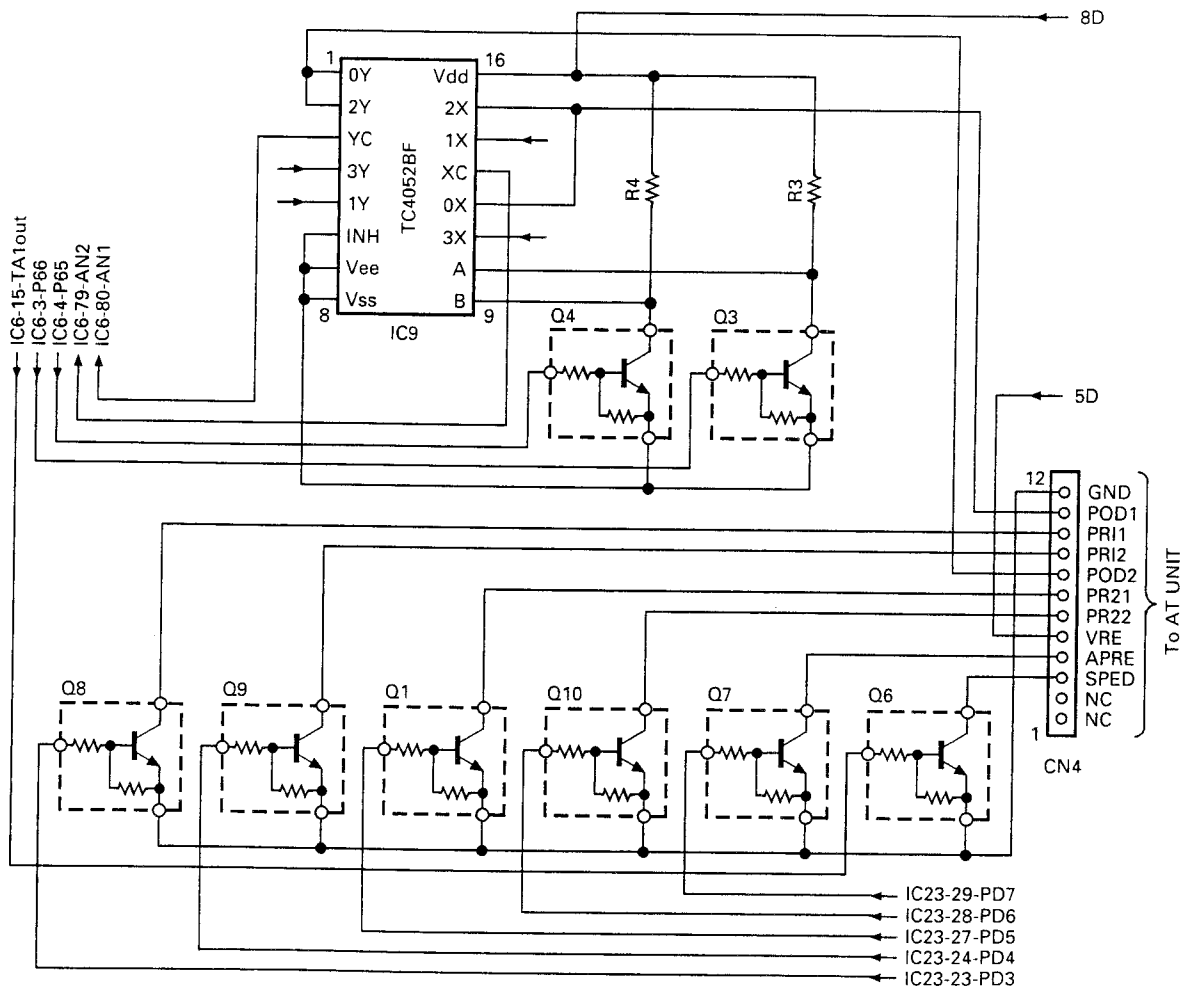 8D
1
16
0Y
Vdd
2Y
2X
YC
1X
3Y
XC
1Y
0X
INH
3X
Vee
A
Vss
B
8
9
TC4052BF
IC9
R4
R3
Q4
Q3
IC6-15-TA1out
IC6-3-P66
IC6-4-P65
IC6-79-AN2
IC6-80-AN1
5D
12
GND
POD1
PRI1
PRI2
POD2
PR21
PR22
VRE
APRE
SPED
NC
NC
1
CN4
To AT UNIT
Q8
Q9
Q1
Q10
Q7
Q6
IC23-29-PD7
IC23-28-PD6
IC23-27-PD5
IC23-24-PD4
IC23-23-PD3